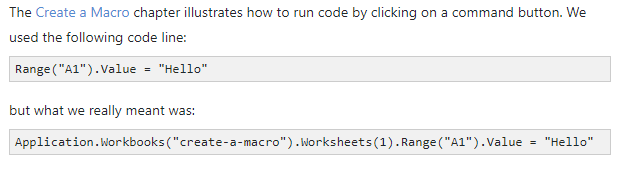 The Create a Macro chapter illustrates how to run code by clicking on a command button. We
used the following code line:
Range("A1").Value = "Hello"
but what we really meant was:
Application.Workbooks("create-a-macro").Worksheets(1).Range("A1").Value = "Hello"